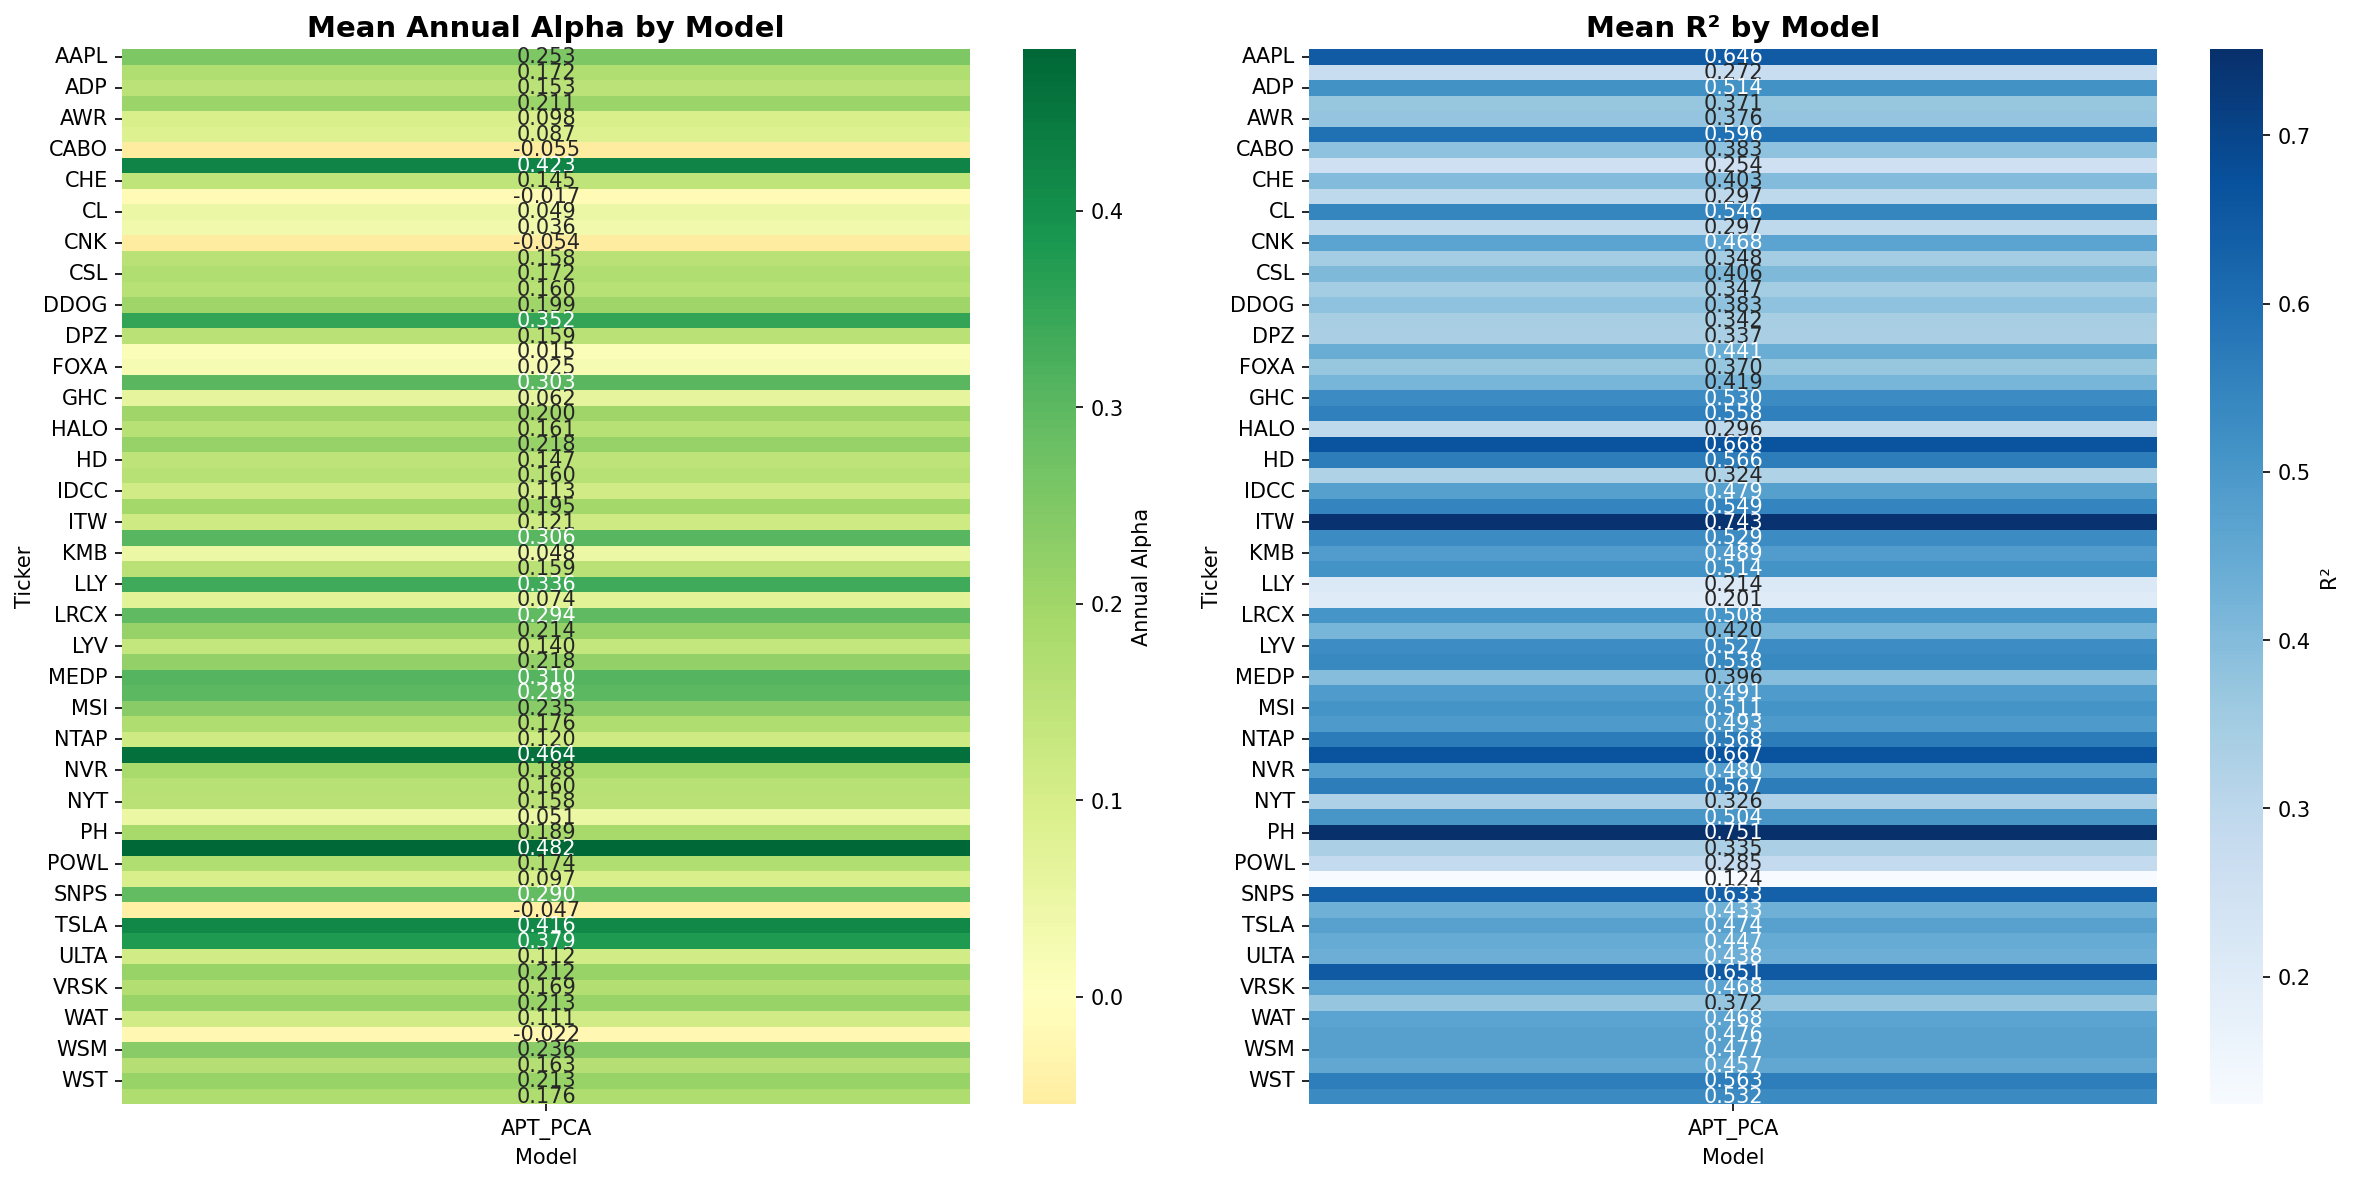 Mean Annual Alpha by Model
AAPL 0.253
0.172
ADP 0.153
0.211
AWR 0.098
0.087
CABO -0.055
0.423
CHE 0.145
-0.017
CL 0.049
0.036
CNK -0.054
0.158
CSL 0.172
0.160
DDOG 0.199
0.352
DPZ 0.159
0.015
FOXA 0.025
0.303
GHC 0.062
0.200
HALO 0.161
0.218
HD 0.147
0.160
IDCC 0.113
0.195
ITW 0.121
0.306
KMB 0.048
0.159
LLY 0.336
0.074
LRCX 0.294
0.214
LYV 0.140
0.218
MEDP 0.310
0.298
MSI 0.235
0.176
NTAP 0.120
0.464
NVR 0.188
0.160
NYT 0.158
0.051
PH 0.189
0.482
POWL 0.174
0.097
SNPS 0.290
-0.047
TSLA 0.416
0.379
ULTA 0.112
0.212
VRSK 0.169
0.213
WAT 0.111
-0.022
WSM 0.236
0.163
WST 0.213
0.176
Ticker
APT_PCA
Model
0.4
0.3
0.2
0.1
0.0
Annual Alpha
Mean R² by Model
AAPL 0.646
0.272
ADP 0.514
0.371
AWR 0.376
0.596
CABO 0.383
0.254
CHE 0.403
0.297
CL 0.546
0.297
CNK 0.468
0.348
CSL 0.406
0.347
DDOG 0.383
0.342
DPZ 0.337
0.441
FOXA 0.370
0.419
GHC 0.530
0.558
HALO 0.296
0.668
HD 0.566
0.324
IDCC 0.479
0.549
ITW 0.743
0.529
KMB 0.489
0.514
LLY 0.214
0.201
LRCX 0.508
0.420
LYV 0.527
0.538
MEDP 0.396
0.491
MSI 0.511
0.493
NTAP 0.568
0.667
NVR 0.480
0.567
NYT 0.326
0.504
PH 0.751
0.335
POWL 0.285
0.124
SNPS 0.633
0.433
TSLA 0.474
0.447
ULTA 0.438
0.651
VRSK 0.468
0.372
WAT 0.468
0.476
WSM 0.477
0.457
WST 0.563
0.532
Ticker
APT_PCA
Model
0.7
0.6
0.5
0.4
0.3
0.2
R²